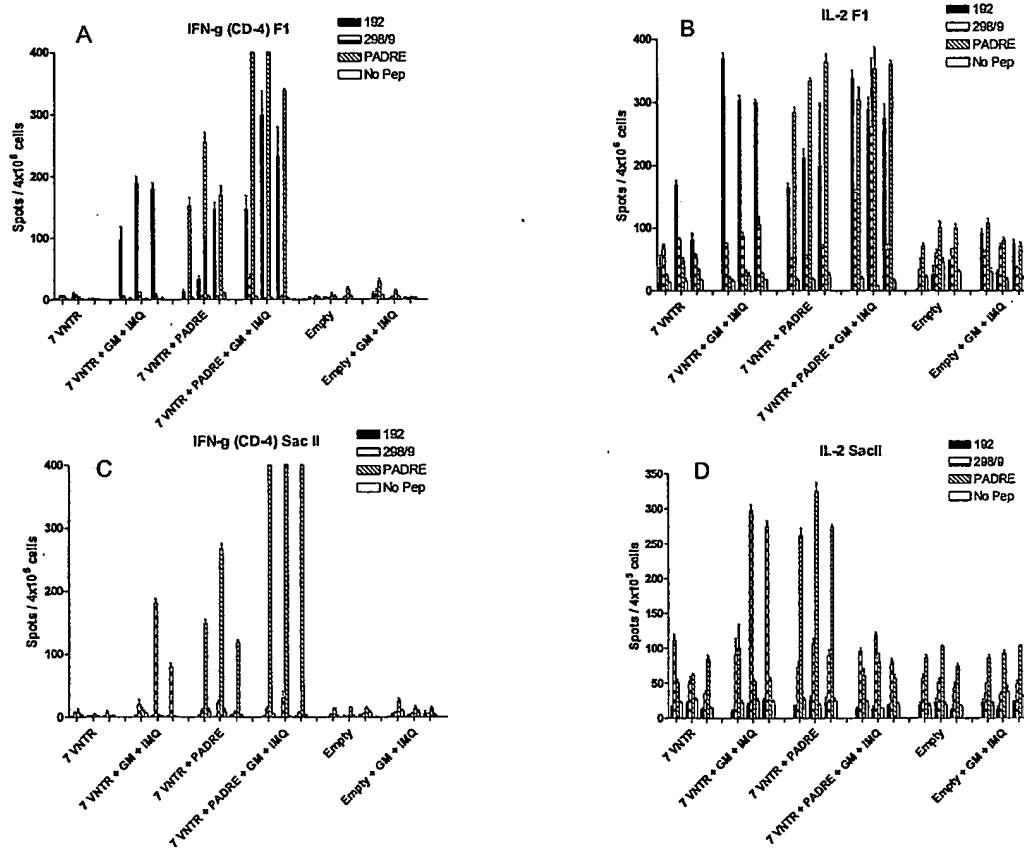 A
IFN-g (CD-4) F1
192
298/9
PADRE
No Pep
Spots / 4x10⁶ cells
400
300
200
100
0
7 VNTR
7 VNTR + GM + IMQ
7 VNTR + PADRE
7 VNTR + PADRE + GM + IMQ
Empty
Empty + GM + IMQ
B
IL-2 F1
192
298/9
PADRE
No Pep
Spots / 4x10⁶ cells
400
300
200
100
0
7 VNTR
7 VNTR + GM + IMQ
7 VNTR + PADRE
7 VNTR + PADRE + GM + IMQ
Empty
Empty + GM + IMQ
C
IFN-g (CD-4) Sac II
192
298/9
PADRE
No Pep
Spots / 4x10⁶ cells
400
300
200
100
0
7 VNTR
7 VNTR + GM + IMQ
7 VNTR + PADRE
7 VNTR + PADRE + GM + IMQ
Empty
Empty + GM + IMQ
D
IL-2 SacII
192
298/9
PADRE
No Pep
Spots / 4x10⁵ cells
350
300
250
200
150
100
50
0
7 VNTR
7 VNTR + GM + IMQ
7 VNTR + PADRE
7 VNTR + PADRE + GM + IMQ
Empty
Empty + GM + IMQ